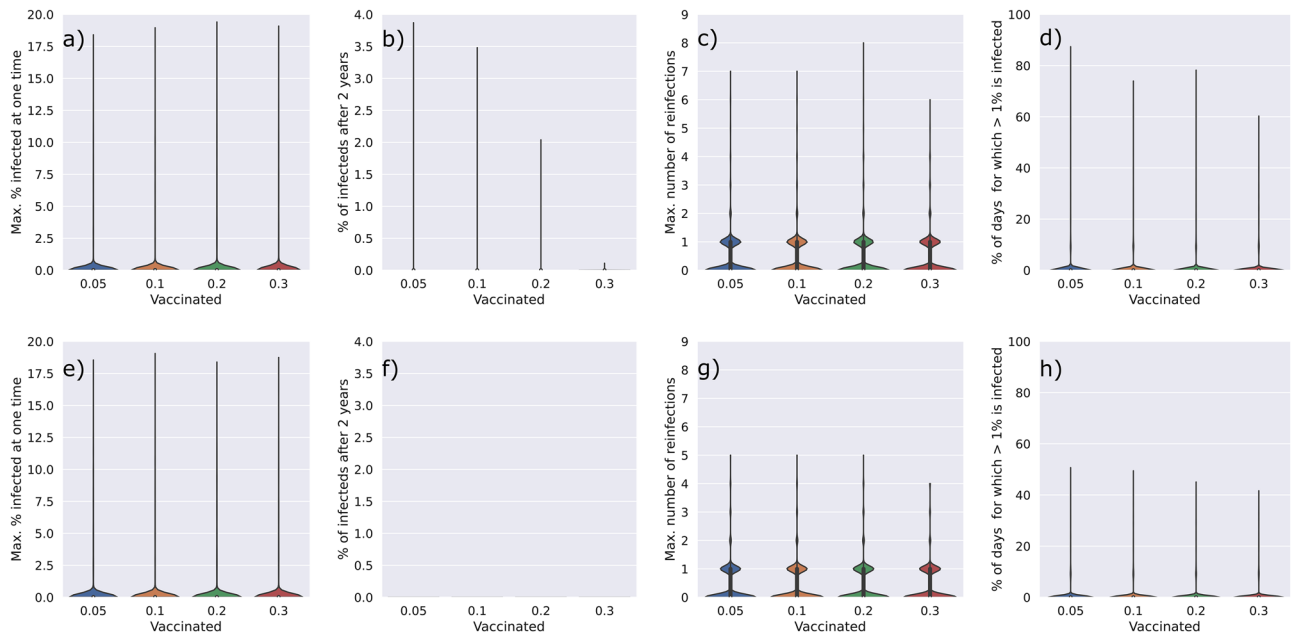 a)
Max. % infected at one time
20.0
17.5
15.0
12.5
10.0
7.5
5.0
2.5
0.0
0.05 0.1 0.2 0.3
Vaccinated
b)
% of infecteds after 2 years
4.0
3.5
3.0
2.5
2.0
1.5
1.0
0.5
0.0
0.05 0.1 0.2 0.3
Vaccinated
c)
Max. number of reinfections
9
8
7
6
5
4
3
2
1
0
0.05 0.1 0.2 0.3
Vaccinated
d)
% of days for which > 1% is infected
100
80
60
40
20
0
0.05 0.1 0.2 0.3
Vaccinated
e)
Max. % infected at one time
20.0
17.5
15.0
12.5
10.0
7.5
5.0
2.5
0.0
0.05 0.1 0.2 0.3
Vaccinated
f)
% of infecteds after 2 years
4.0
3.5
3.0
2.5
2.0
1.5
1.0
0.5
0.0
0.05 0.1 0.2 0.3
Vaccinated
g)
Max. number of reinfections
9
8
7
6
5
4
3
2
1
0
0.05 0.1 0.2 0.3
Vaccinated
h)
% of days for which > 1% is infected
100
80
60
40
20
0
0.05 0.1 0.2 0.3
Vaccinated